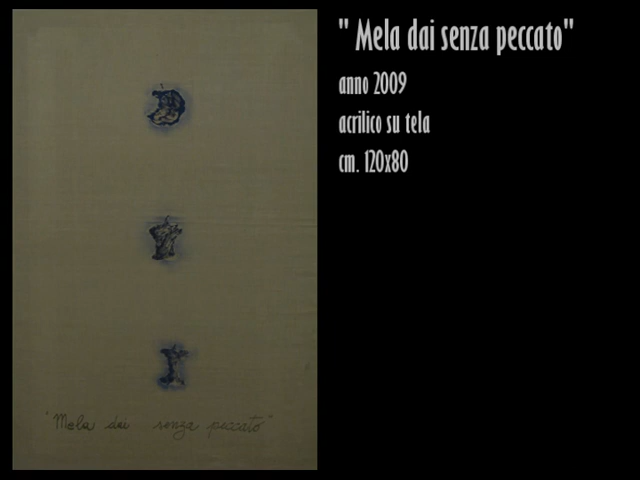 " Mela dai senza peccato"
anno 2009
acrilico su tela
cm. 120x80
"Mela dai senza peccato"